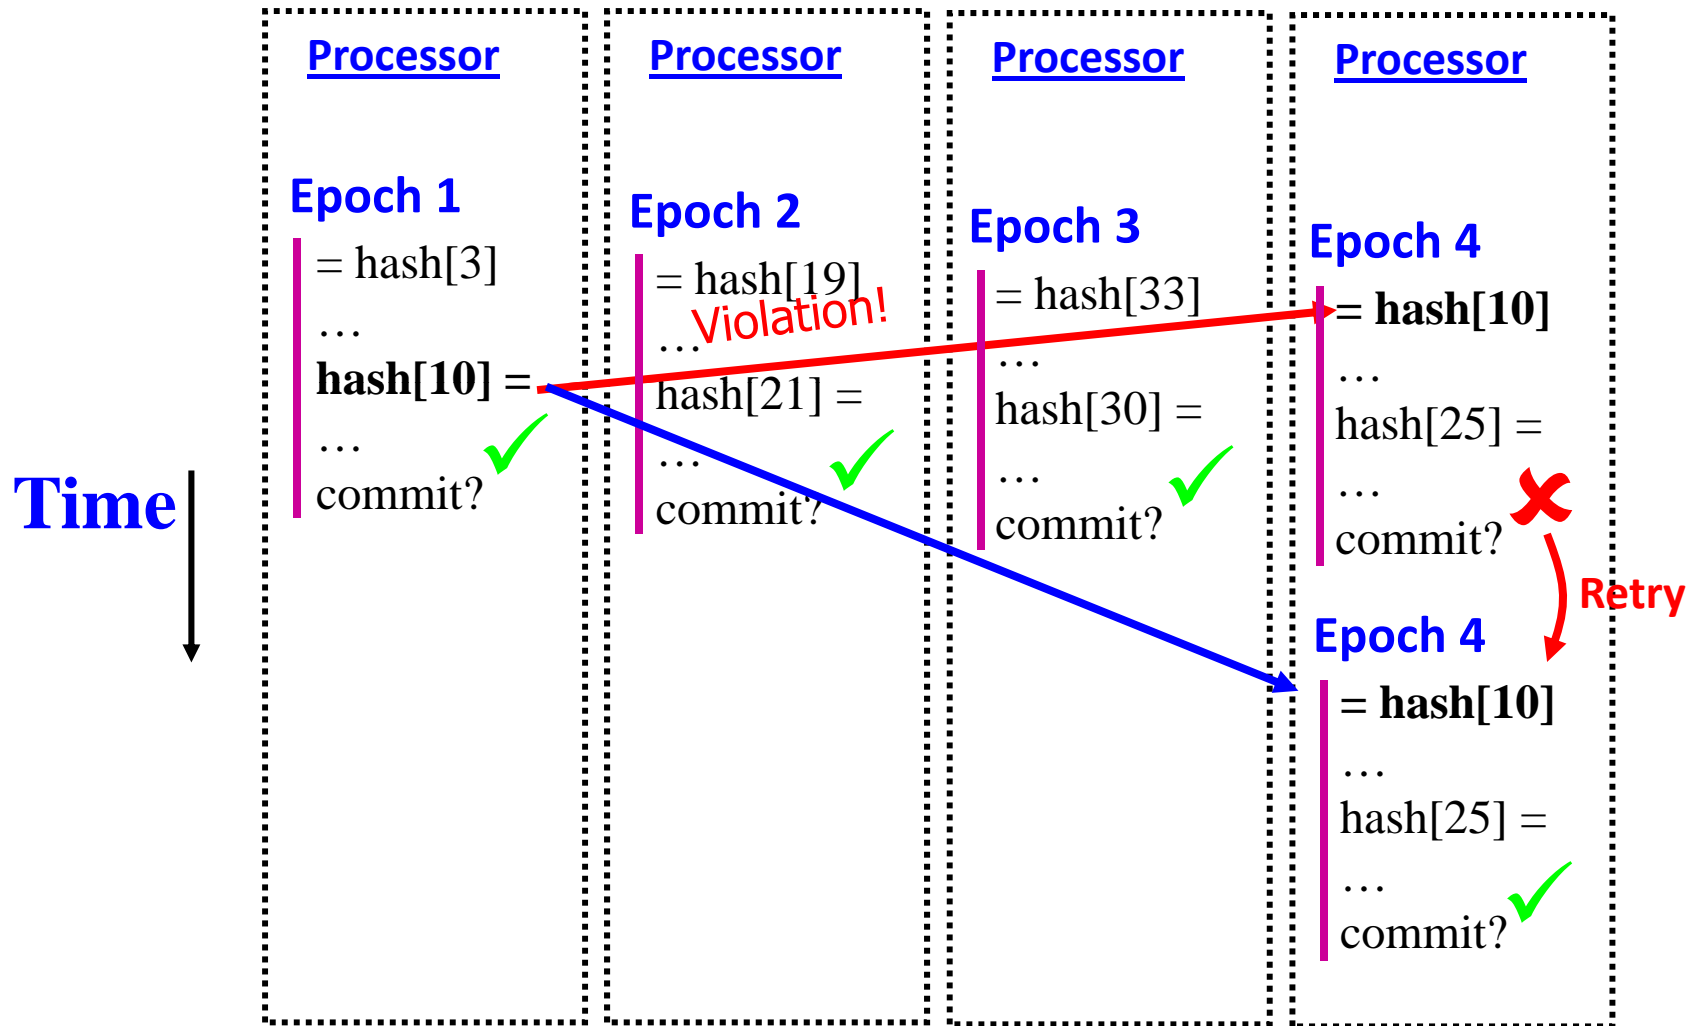 Processor
Processor
Processor
Processor
Epoch 1
= hash[3]
…
hash[10] =
…
commit?
Epoch 2
= hash[19]
Violation!
…
hash[21] =
…
commit?
Epoch 3
= hash[33]
…
hash[30] =
…
commit?
Epoch 4
= hash[10]
…
hash[25] =
…
commit?
Time
Retry
Epoch 4
= hash[10]
…
hash[25] =
…
commit?